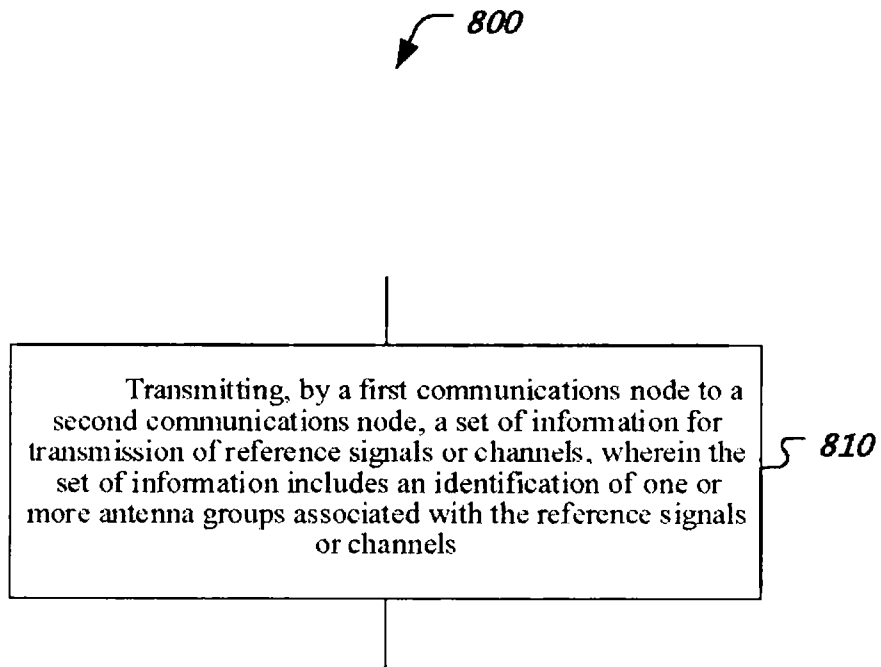 800
Transmitting, by a first communications node to a
second communications node, a set of information for
transmission of reference signals or channels, wherein the
set of information includes an identification of one or
more antenna groups associated with the reference signals
or channels
810